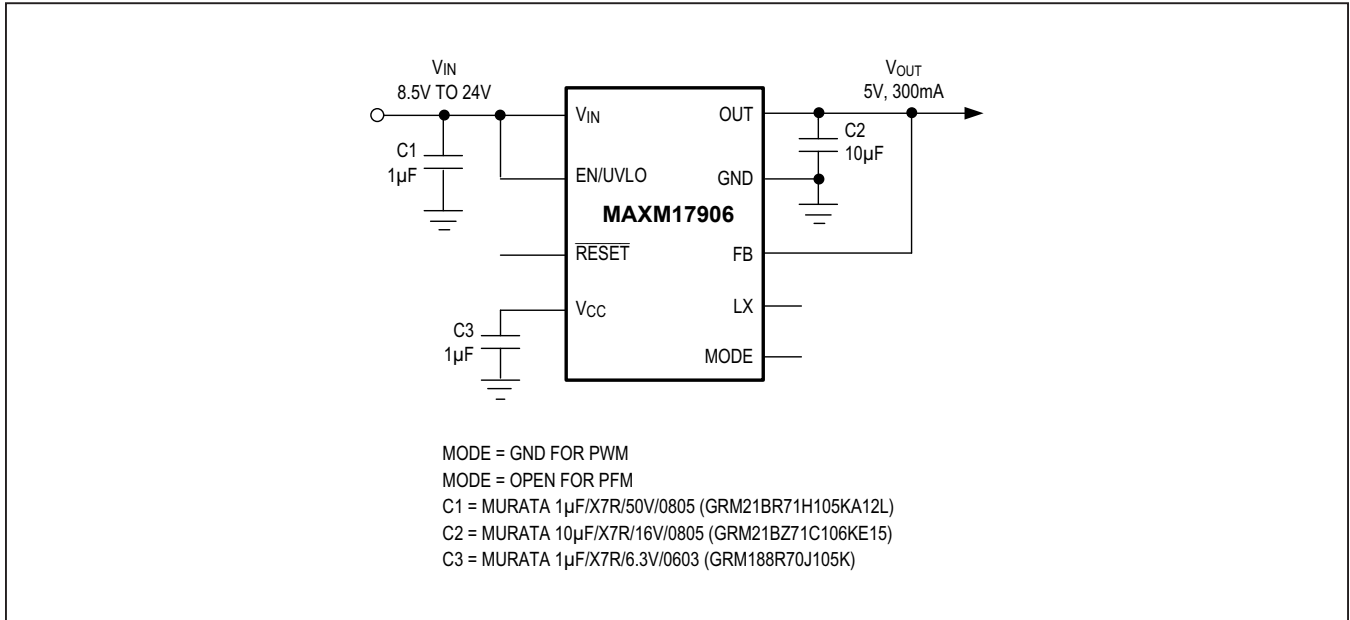 VIN
8.5V TO 24V
C1
1µF
VIN
EN/UVLO
RESET
VCC
C3
1µF
MAXM17906
OUT
GND
FB
LX
MODE
VOUT
5V, 300mA
C2
10µF
MODE = GND FOR PWM
MODE = OPEN FOR PFM
C1 = MURATA 1µF/X7R/50V/0805 (GRM21BR71H105KA12L)
C2 = MURATA 10µF/X7R/16V/0805 (GRM21BZ71C106KE15)
C3 = MURATA 1µF/X7R/6.3V/0603 (GRM188R70J105K)